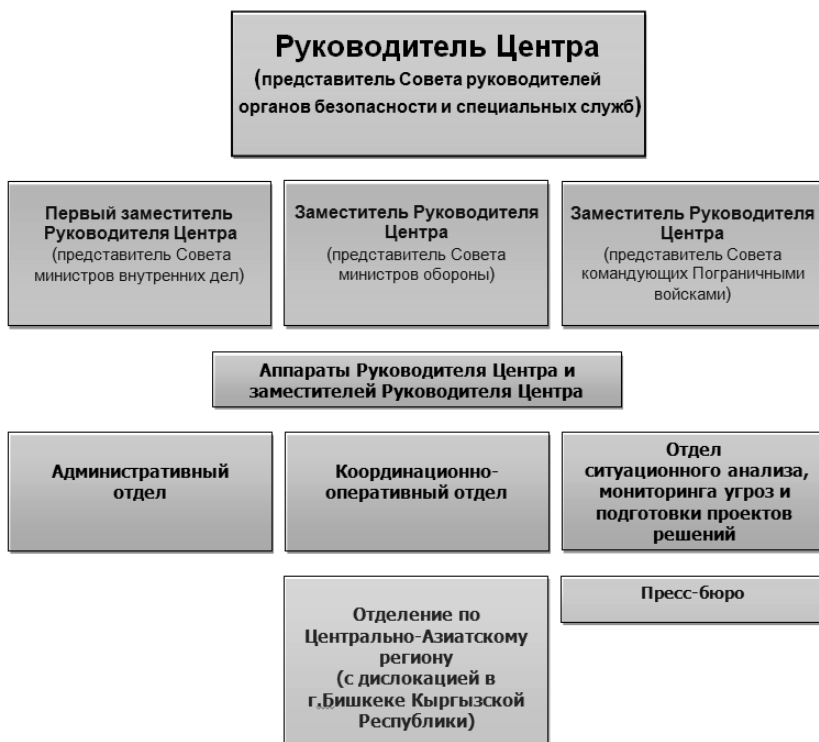 Руководитель Центра
(представитель Совета руководителей
органов безопасности и специальных служб)
Первый заместитель
Руководителя Центра
(представитель Совета
министров внутренних дел)
Заместитель Руководителя
Центра
(представитель Совета
министров обороны)
Заместитель Руководителя
Центра
(представитель Совета
командующих Пограничными
войсками)
Аппараты Руководителя Центра и
заместителей Руководителя Центра
Административный
отдел
Координационно-
оперативный отдел
Отдел
ситуационного анализа,
мониторинга угроз и
подготовки проектов
решений
Отделение по
Центрально-Азиатскому
региону
(с дислокацией в
г.Бишкеке Кыргызской
Республики)
Пресс-бюро